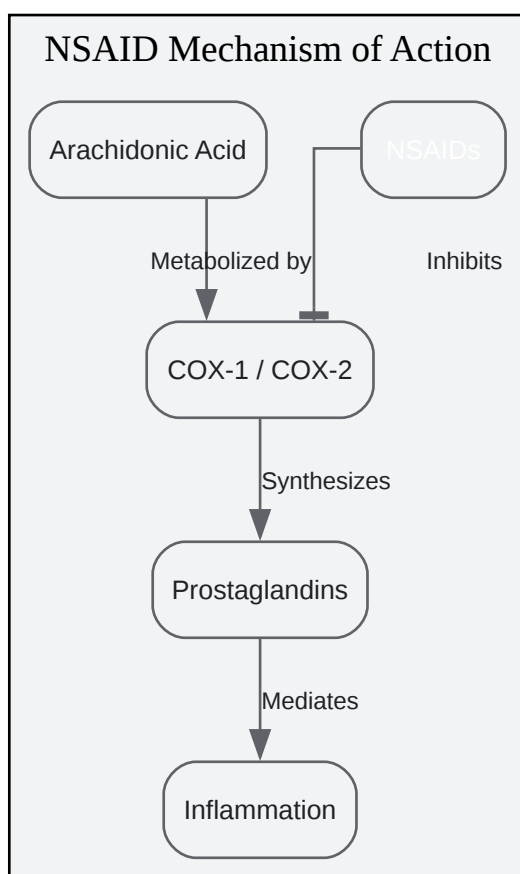 NSAID Mechanism of Action
Arachidonic Acid
NSAIDs
Metabolized by
Inhibits
COX-1 / COX-2
Synthesizes
Prostaglandins
Mediates
Inflammation